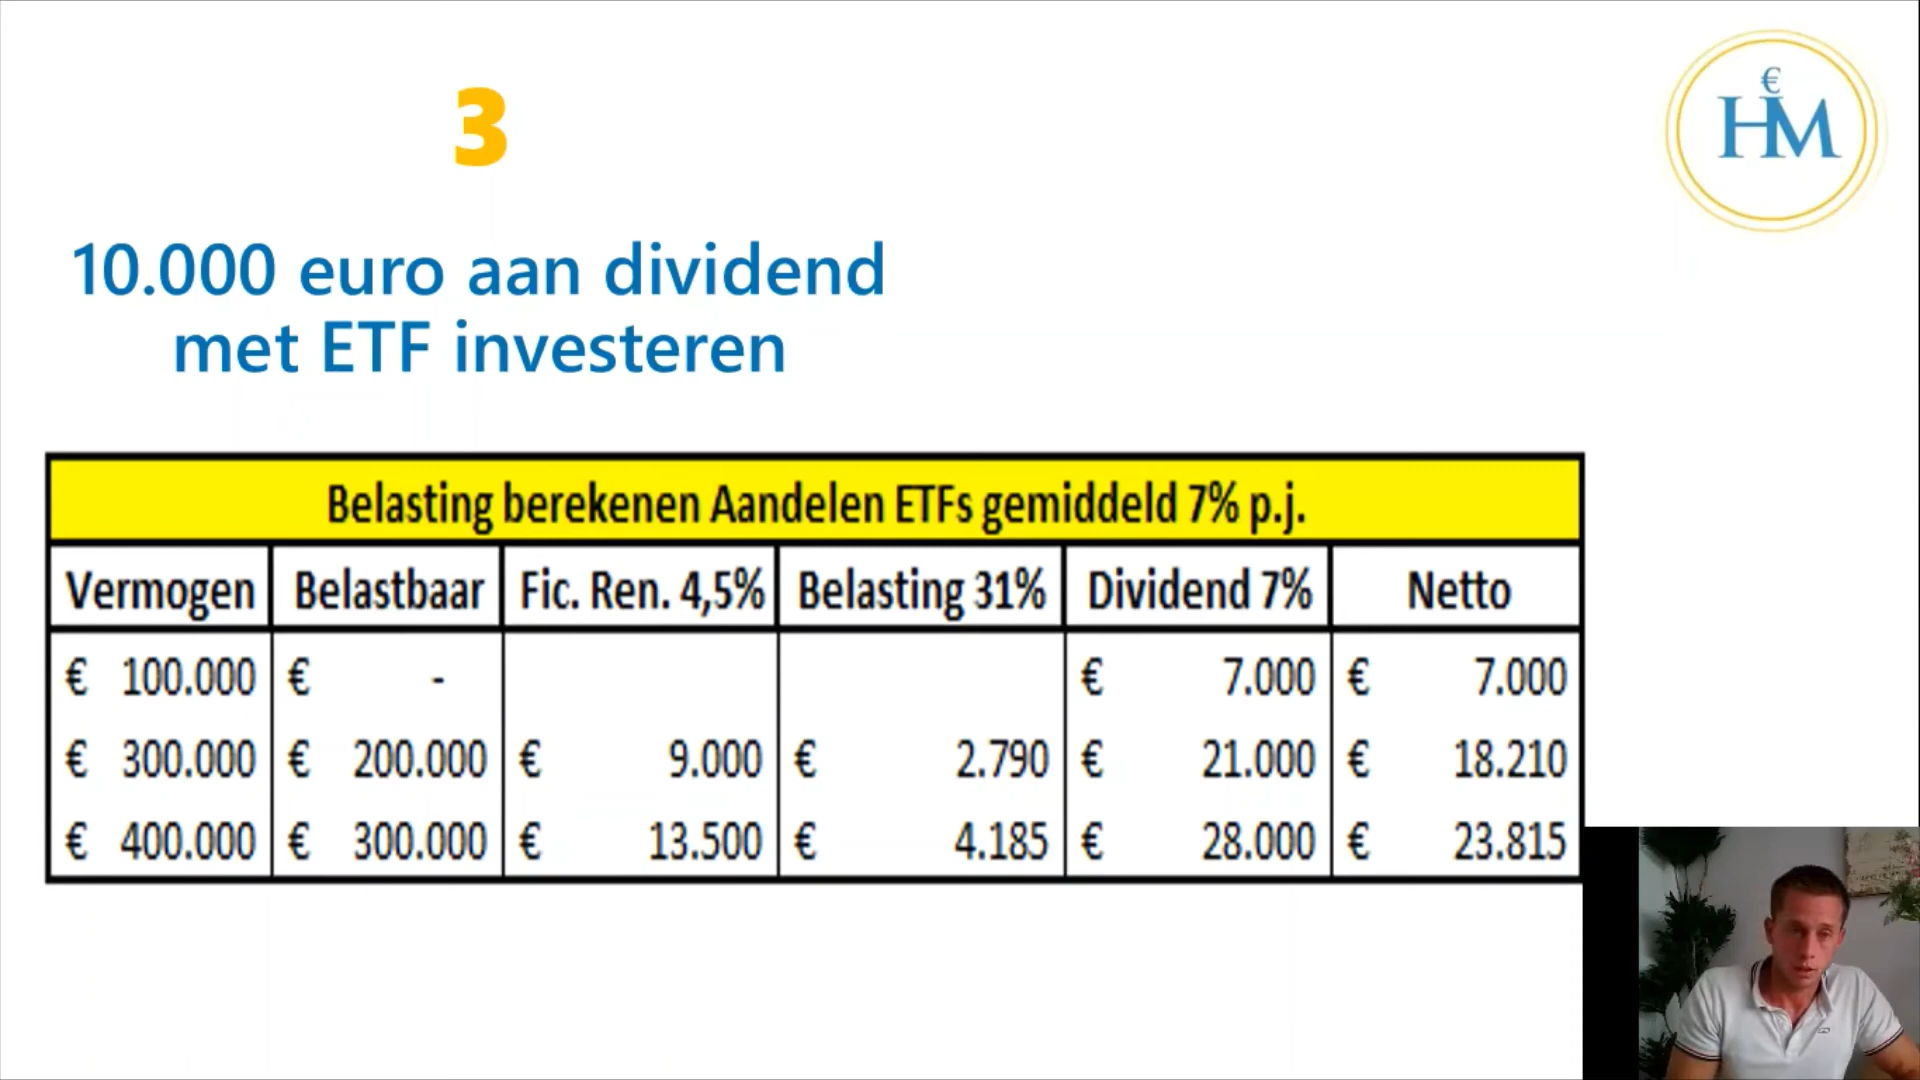 3
€
HM
10.000 euro aan dividend
met ETF investeren
Belasting berekenen Aandelen ETFs gemiddeld 7% p.j.
Vermogen Belastbaar Fic. Ren. 4,5% Belasting 31% Dividend 7% Netto
€ 100.000 € - € 7.000 € 7.000
€ 300.000 € 200.000 € 9.000 € 2.790 € 21.000 € 18.210
€ 400.000 € 300.000 € 13.500 € 4.185 € 28.000 € 23.815